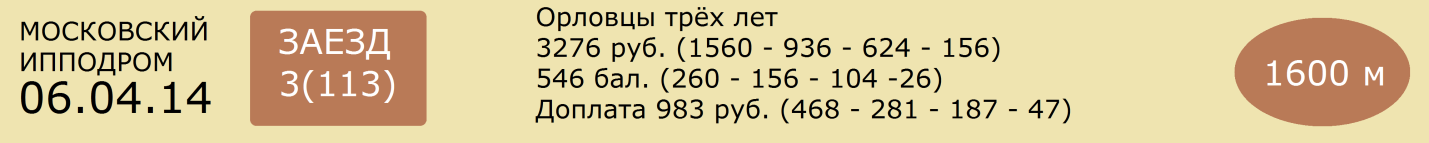 МОСКОВСКИЙ
ИППОДРОМ
06.04.14
ЗАЕЗД
3(113)
Орловцы трёх лет
3276 руб. (1560 - 936 - 624 - 156)
546 бал. (260 - 156 - 104 -26)
Доплата 983 руб. (468 - 281 - 187 - 47)
1600 м